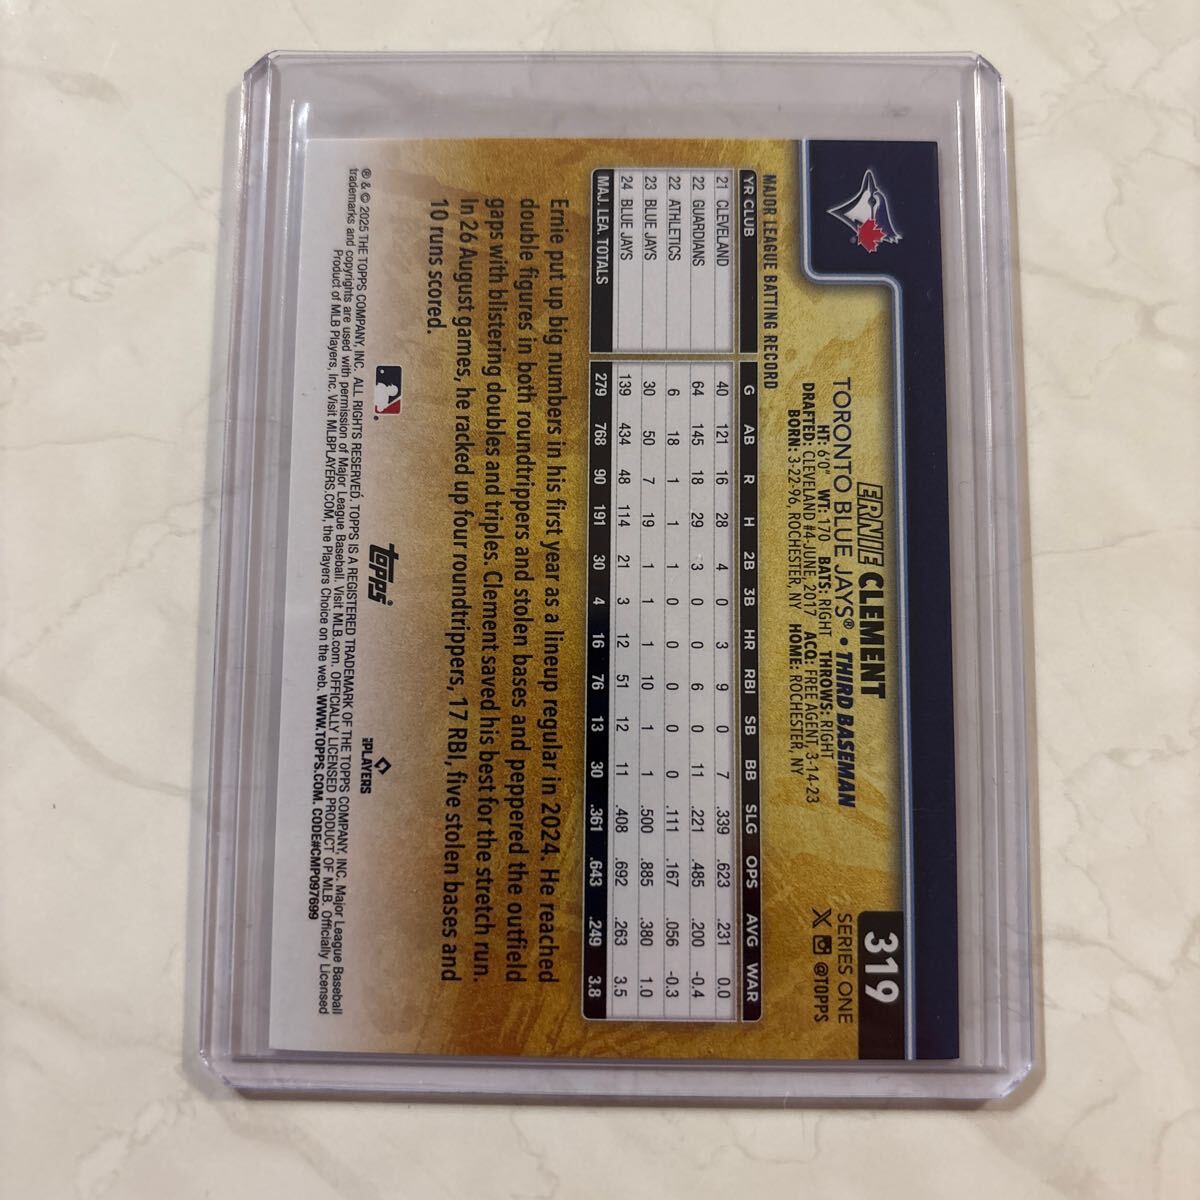 319
SERIES ONE
@TOPPS
ERNIE CLEMENT
TORONTO BLUE JAYS® • THIRD BASEMAN
HT: 6'0" WT: 170 BATS: RIGHT THROWS: RIGHT
DRAFTED: CLEVELAND #4-JUNE, 2017 ACQ: FREE AGENT, 3-14-23
BORN: 3-22-96, ROCHESTER, NY HOME: ROCHESTER, NY
MAJOR LEAGUE BATTING RECORD
YR CLUB G AB R H 2B 3B HR RBI SB BB SLG OPS AVG WAR
21 CLEVELAND 40 121 16 28 4 0 3 9 0 7 .339 .623 .231 0.0
22 GUARDIANS 64 145 18 29 3 0 0 6 0 11 .221 .485 .200 -0.4
22 ATHLETICS 6 18 1 1 1 0 0 0 0 0 .111 .167 .056 -0.3
23 BLUE JAYS 30 50 7 19 1 1 1 10 1 1 .500 .885 .380 1.0
24 BLUE JAYS 139 434 48 114 21 3 12 51 12 11 .408 .692 .263 3.5
MAJ. LEA. TOTALS 279 768 90 191 30 4 16 76 13 30 .361 .643 .249 3.8
Ernie put up big numbers in his first year as a lineup regular in 2024. He reached
double figures in both roundtrippers and stolen bases and peppered the outfield
gaps with blistering doubles and triples. Clement saved his best for the stretch run.
In 26 August games, he racked up four roundtrippers, 17 RBI, five stolen bases and
10 runs scored.
topps
PLAYERS
® & © 2025 THE TOPPS COMPANY, INC. ALL RIGHTS RESERVED. TOPPS IS A REGISTERED TRADEMARK OF THE TOPPS COMPANY, INC. Major League Baseball
trademarks and copyrights are used with permission of Major League Baseball. Visit MLB.com. OFFICIALLY LICENSED PRODUCT OF MLB. Officially Licensed
Product of MLB Players, Inc. Visit MLBPLAYERS.COM, the Players Choice on the web. WWW.TOPPS.COM. CODE#CMP097699